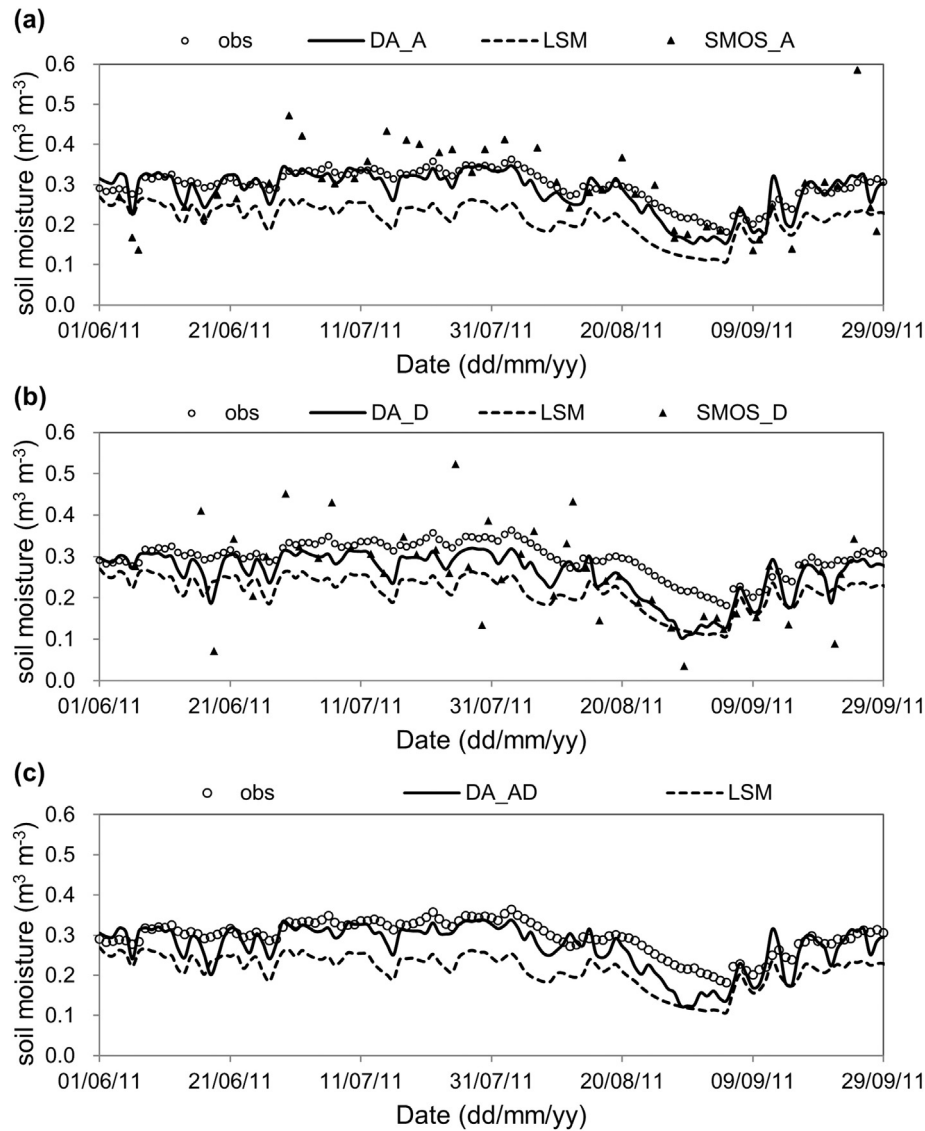 (a)
obs DA_A LSM SMOS_A
soil moisture (m³ m⁻³)
0.6
0.5
0.4
0.3
0.2
0.1
0.0
01/06/11 21/06/11 11/07/11 31/07/11 20/08/11 09/09/11 29/09/11
Date (dd/mm/yy)
(b)
obs DA_D LSM SMOS_D
soil moisture (m³ m⁻³)
0.6
0.5
0.4
0.3
0.2
0.1
0.0
01/06/11 21/06/11 11/07/11 31/07/11 20/08/11 09/09/11 29/09/11
Date (dd/mm/yy)
(c)
obs DA_AD LSM
soil moisture (m³ m⁻³)
0.6
0.5
0.4
0.3
0.2
0.1
0.0
01/06/11 21/06/11 11/07/11 31/07/11 20/08/11 09/09/11 29/09/11
Date (dd/mm/yy)